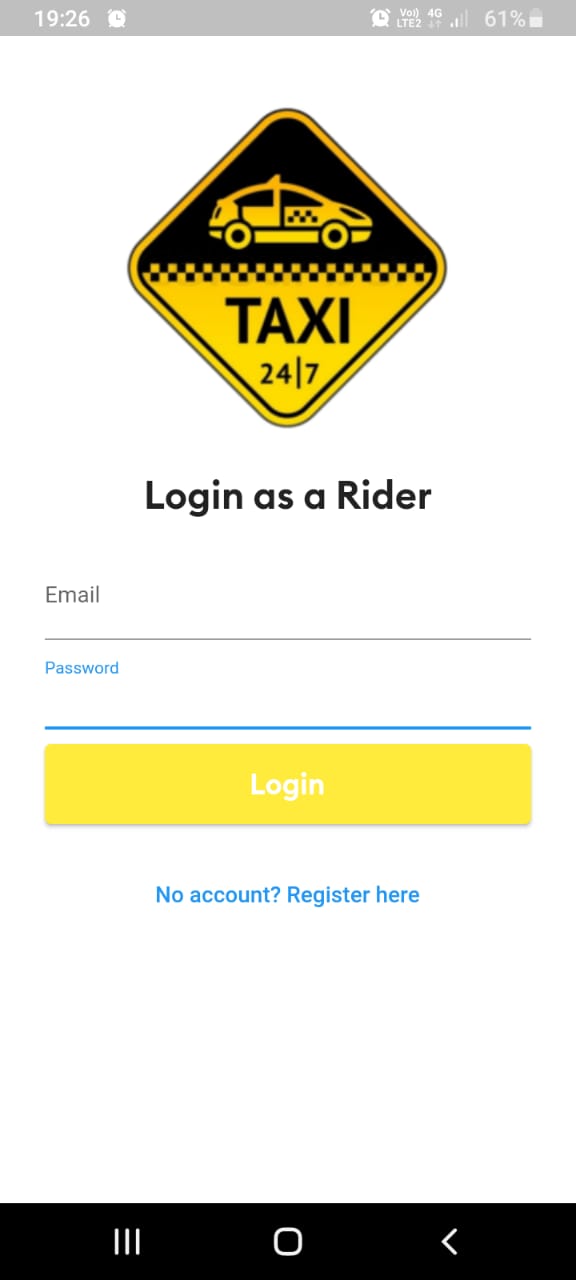 19:26 Vo)) 4G 61%
LTE2
TAXI
24|7
Login as a Rider
Email
Password
Login
No account? Register here